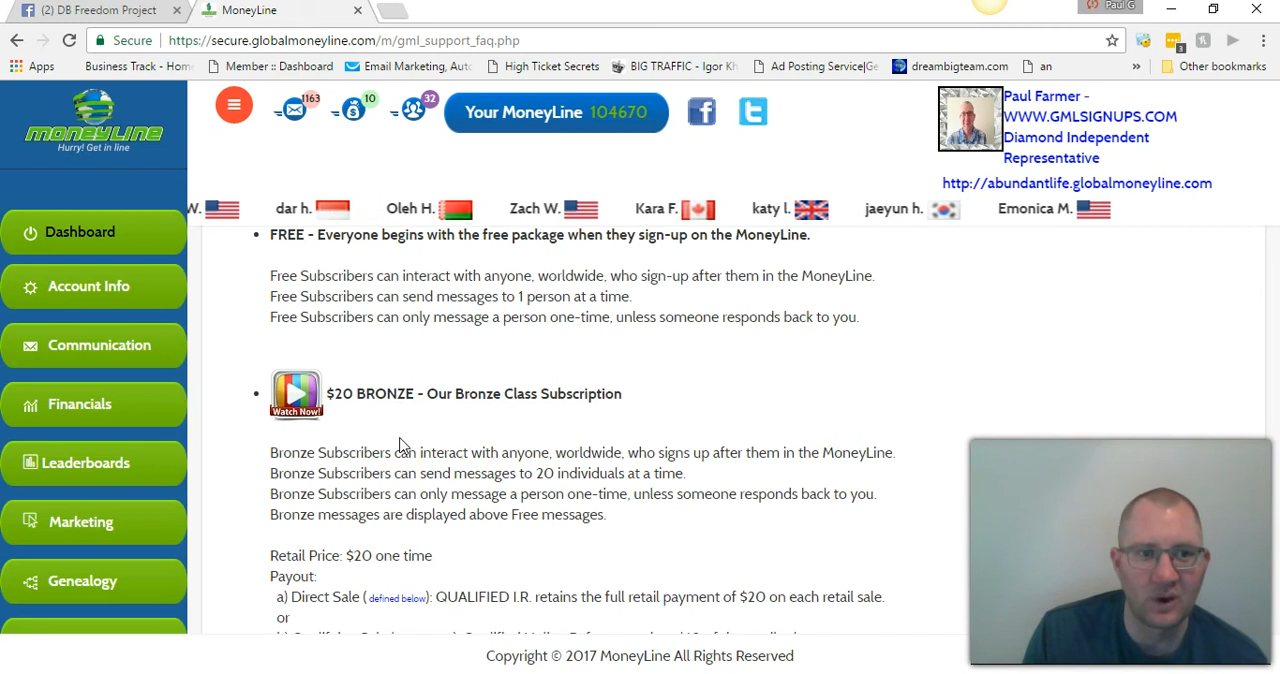 (2) DB Freedom Project
MoneyLine
Paul G
Secure
https://secure.globalmoneyline.com/m/gml_support_faq.php
3
Apps
Business Track - Home
Member :: Dashboard
Email Marketing, Auto
High Ticket Secrets
BIG TRAFFIC - Igor Kh
Ad Posting Service|Ge
dreambigteam.com
an
»
Other bookmarks
MONEYLINE
Hurry! Get in line
1163
10
32
Your MoneyLine 104670
Paul Farmer -
WWW.GMLSIGNUPS.COM
Diamond Independent
Representative
http://abundantlife.globalmoneyline.com
W.
dar h.
Oleh H.
Zach W.
Kara F.
katy l.
jaeyun h.
Emonica M.
Dashboard
Account Info
Communication
Financials
Leaderboards
Marketing
Genealogy
• FREE - Everyone begins with the free package when they sign-up on the MoneyLine.
Free Subscribers can interact with anyone, worldwide, who sign-up after them in the MoneyLine.
Free Subscribers can send messages to 1 person at a time.
Free Subscribers can only message a person one-time, unless someone responds back to you.
Watch Now!
• $20 BRONZE - Our Bronze Class Subscription
Bronze Subscribers can interact with anyone, worldwide, who signs up after them in the MoneyLine.
Bronze Subscribers can send messages to 20 individuals at a time.
Bronze Subscribers can only message a person one-time, unless someone responds back to you.
Bronze messages are displayed above Free messages.
Retail Price: $20 one time
Payout:
a) Direct Sale ( defined below): QUALIFIED I.R. retains the full retail payment of $20 on each retail sale.
or
Copyright © 2017 MoneyLine All Rights Reserved